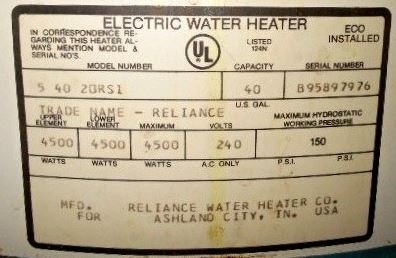 ELECTRIC WATER HEATER
IN CORRESPONDENCE RE-
GARDING THIS HEATER AL-
WAYS MENTION MODEL &
SERIAL NO'S.
UL
LISTED
124N
ECO
INSTALLED
MODEL NUMBER CAPACITY SERIAL NUMBER
5 40 20RS1 40 B95897976
U.S. GAL.
TRADE NAME - RELIANCE
UPPER ELEMENT LOWER ELEMENT MAXIMUM VOLTS MAXIMUM HYDROSTATIC WORKING PRESSURE
4500 4500 4500 240 150
WATTS WATTS WATTS A.C ONLY P.S.I. P.S.I.
MFD. RELIANCE WATER HEATER CO.
FOR ASHLAND CITY, TN. USA